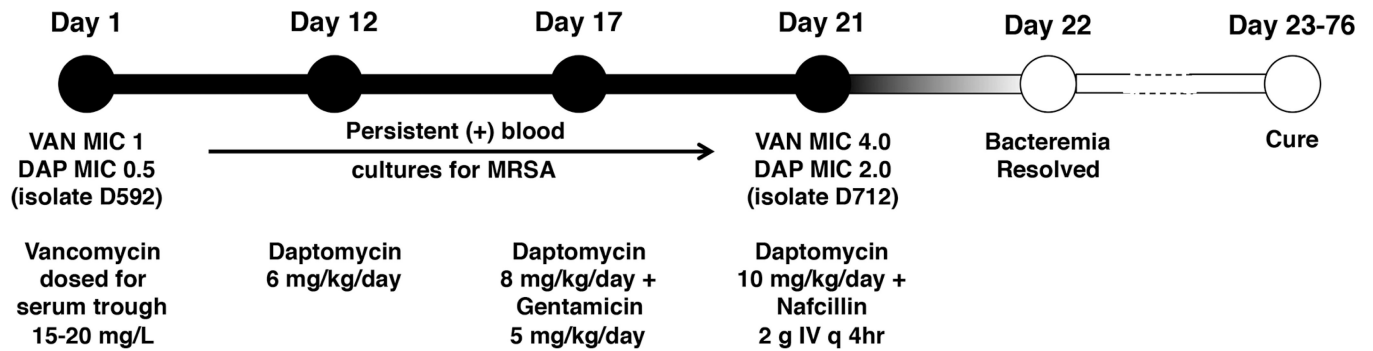 Day 1
Day 12
Day 17
Day 21
Day 22
Day 23-76
VAN MIC 1
DAP MIC 0.5
(isolate D592)
Persistent (+) blood
cultures for MRSA
VAN MIC 4.0
DAP MIC 2.0
(isolate D712)
Bacteremia
Resolved
Cure
Vancomycin
dosed for
serum trough
15-20 mg/L
Daptomycin
6 mg/kg/day
Daptomycin
8 mg/kg/day +
Gentamicin
5 mg/kg/day
Daptomycin
10 mg/kg/day +
Nafcillin
2 g IV q 4hr